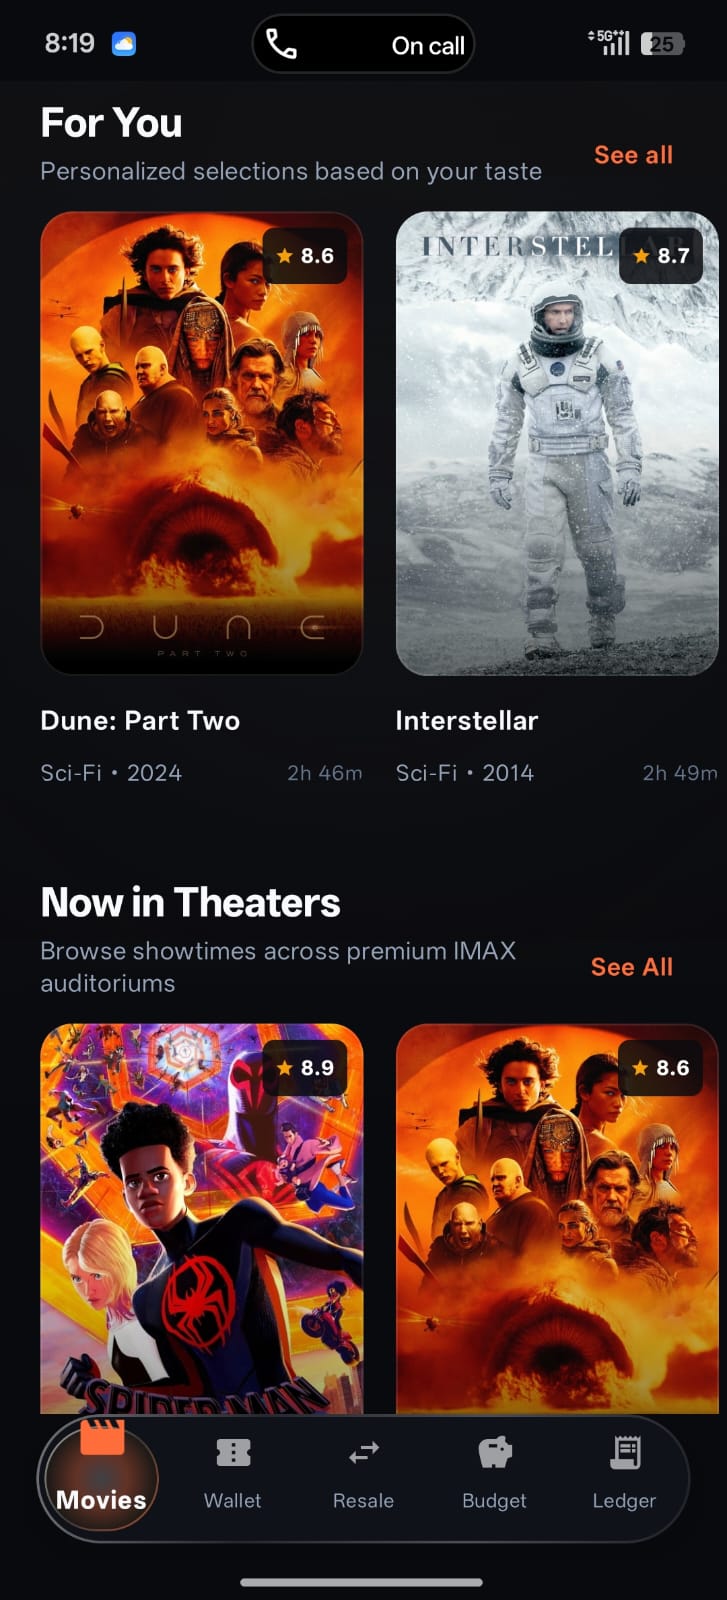 8:19
On call
5G++
25
For You
Personalized selections based on your taste
See all
8.6
INTERSTELLAR
8.7
DUNE
PART TWO
Dune: Part Two
Interstellar
Sci-Fi • 2024
2h 46m
Sci-Fi • 2014
2h 49m
Now in Theaters
Browse showtimes across premium IMAX
auditoriums
See All
8.9
8.6
SPIDER-MAN
Movies
Wallet
Resale
Budget
Ledger